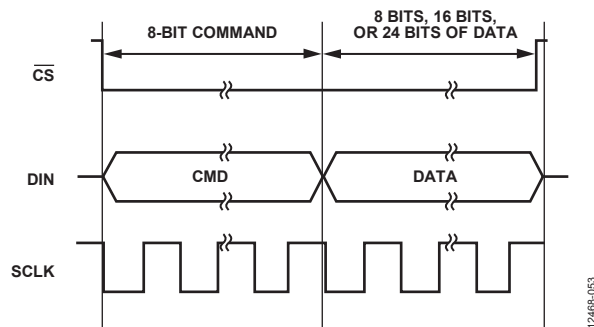 8-BIT COMMAND
8 BITS, 16 BITS,
OR 24 BITS OF DATA
CS
DIN
CMD
DATA
SCLK
12468-053